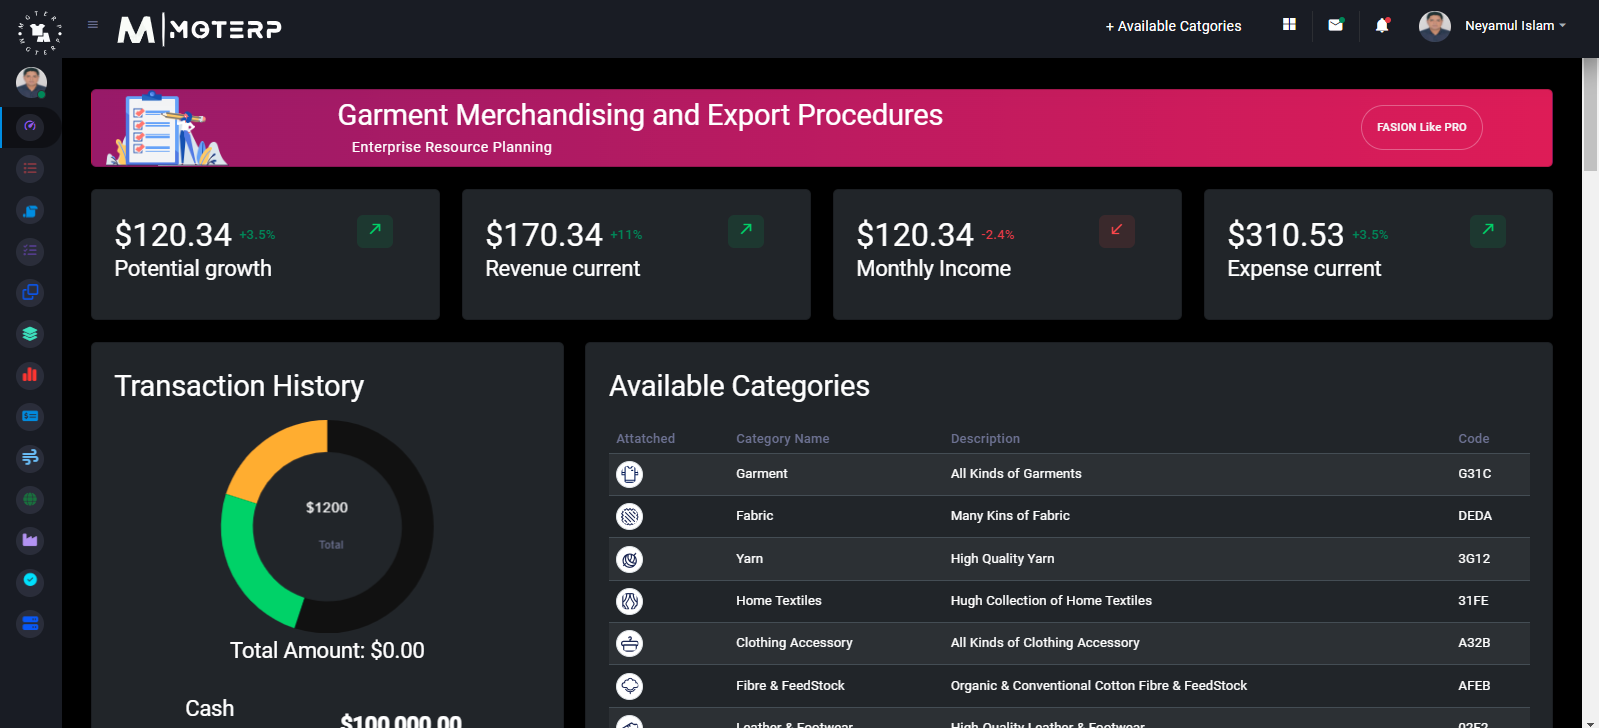 MOTERP MOTERP
M|MOTERP
+ Available Catgories
Neyamul Islam
Garment Merchandising and Export Procedures
Enterprise Resource Planning
FASION Like PRO
$120.34 +3.5%
Potential growth
$170.34 +11%
Revenue current
$120.34 -2.4%
Monthly Income
$310.53 +3.5%
Expense current
Transaction History
$1200
Total
Total Amount: $0.00
Cash
$100,000.00
Available Categories
Attatched Category Name Description Code
Garment All Kinds of Garments G31C
Fabric Many Kins of Fabric DEDA
Yarn High Quality Yarn 3G12
Home Textiles Hugh Collection of Home Textiles 31FE
Clothing Accessory All Kinds of Clothing Accessory A32B
Fibre & FeedStock Organic & Conventional Cotton Fibre & FeedStock AFEB
Leather & Footwear High Quality Leather & Footwear